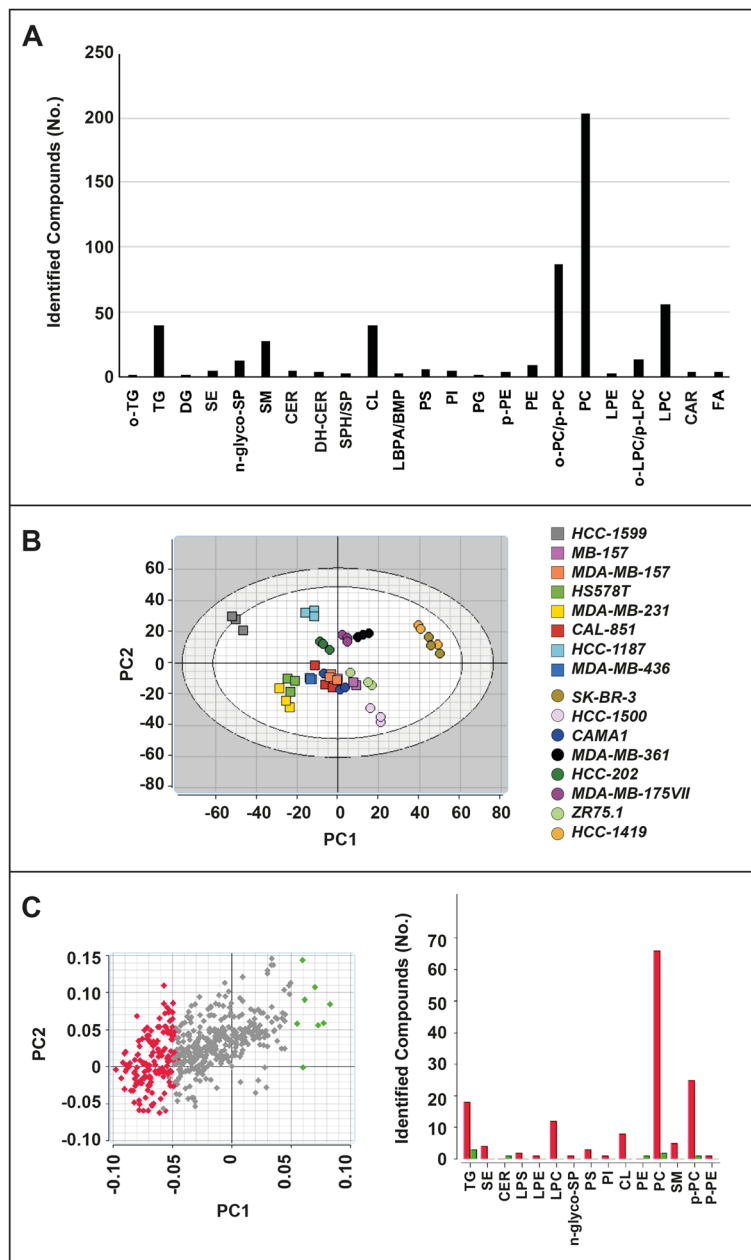 A
Identified Compounds (No.)
250
200
150
100
50
0
o-TG
TG
DG
SE
n-glyco-SP
SM
CER
DH-CER
SPH/SP
CL
LBPA/BMP
PS
PI
PG
p-PE
PE
o-PC/p-PC
PC
LPE
o-LPC/p-LPC
LPC
CAR
FA
B
PC2
60
40
20
0
-20
-40
-60
-80
-60
-40
-20
0
20
40
60
80
PC1
HCC-1599
MB-157
MDA-MB-157
HS578T
MDA-MB-231
CAL-851
HCC-1187
MDA-MB-436
SK-BR-3
HCC-1500
CAMA1
MDA-MB-361
HCC-202
MDA-MB-175VII
ZR75.1
HCC-1419
C
PC2
0.15
0.10
0.05
0
-0.05
-0.10
-0.10
-0.05
0
0.05
0.10
PC1
Identified Compounds (No.)
70
60
50
40
30
20
10
0
TG
SE
CER
LPS
LPE
LPC
n-glyco-SP
PS
PI
CL
PE
PC
SM
p-PC
P-PE